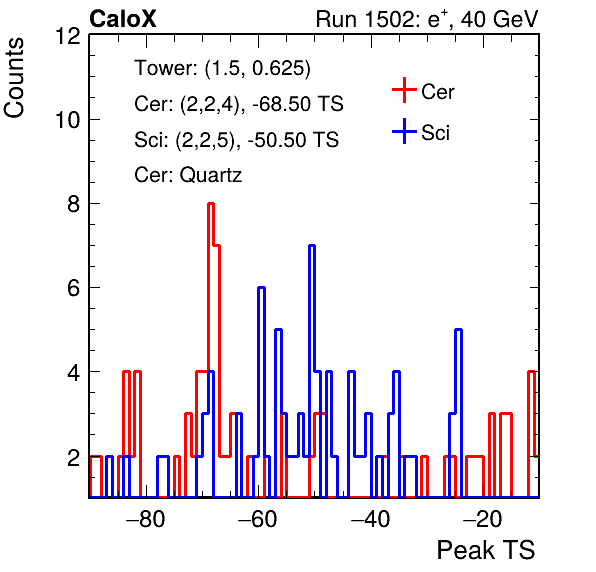 CaloX Run 1502: e⁺, 40 GeV
Counts
12
10
8
6
4
2
Tower: (1.5, 0.625)
Cer: (2,2,4), -68.50 TS
Sci: (2,2,5), -50.50 TS
Cer: Quartz
Cer
Sci
−80 −60 −40 −20
Peak TS